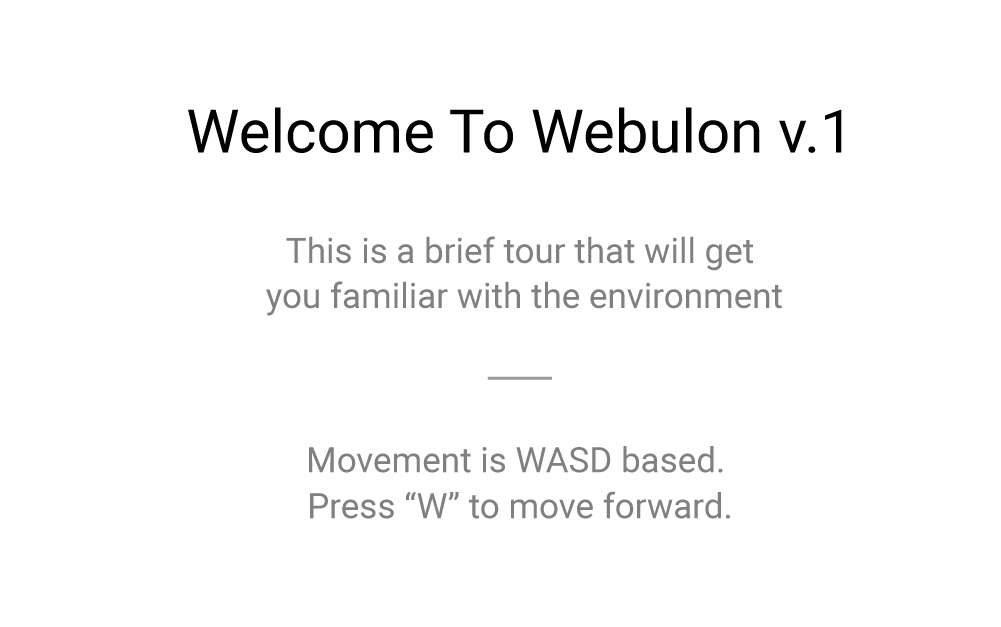 Welcome To Webulon v.1
This is a brief tour that will get
you familiar with the environment
Movement is WASD based.
Press “W” to move forward.